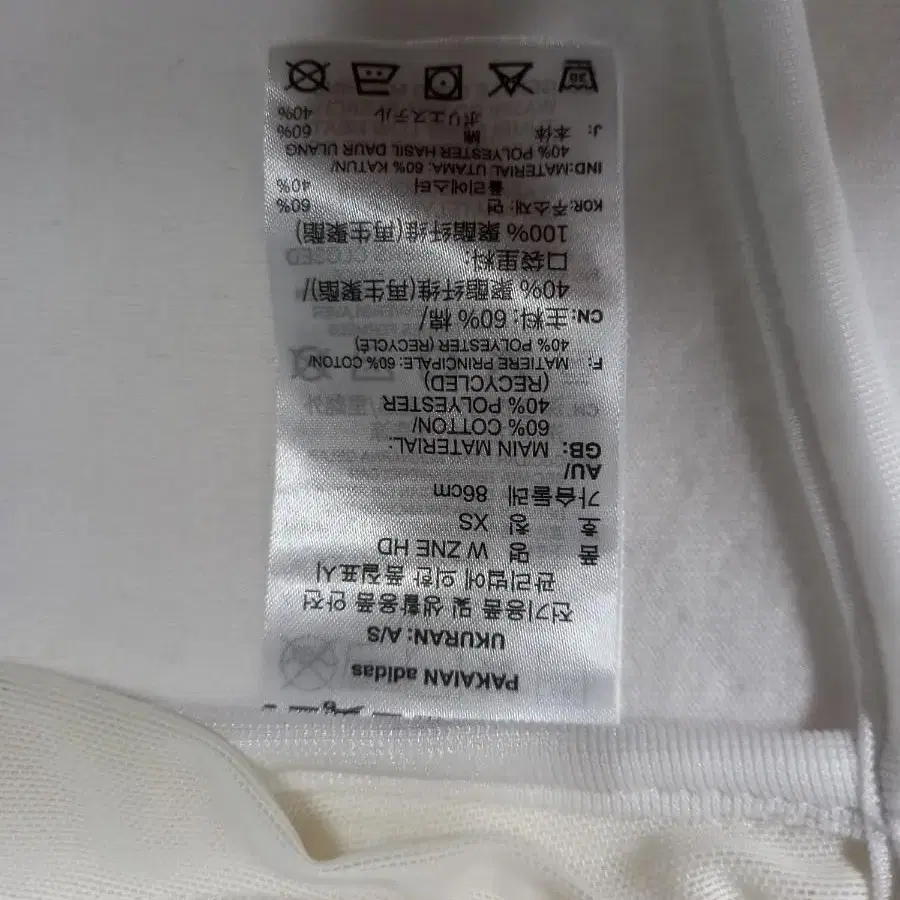 PAKAIAN adidas
UKURAN: A/S
전기용품 및 생활용품 안전
관리법에 의한 품질표시
품 명 W ZNE HD
호 칭 XS
가슴둘레 86cm
AU/
GB: MAIN MATERIAL:
60% COTTON/
40% POLYESTER
(RECYCLED)
F: MATIERE PRINCIPALE: 60% COTON/
40% POLYESTER (RECYCLÉ)
CN: 主料: 60% 棉/
40% 聚酯纤维(再生聚酯)/
口袋里料:
100% 聚酯纤维(再生聚酯)
KOR:주소재: 면 60%
폴리에스터 40%
IND:MATERIAL UTAMA: 60% KATUN/
40% POLYESTER HASIL DAUR ULANG
J: 本体 綿 60%
ポリエステル 40%
30